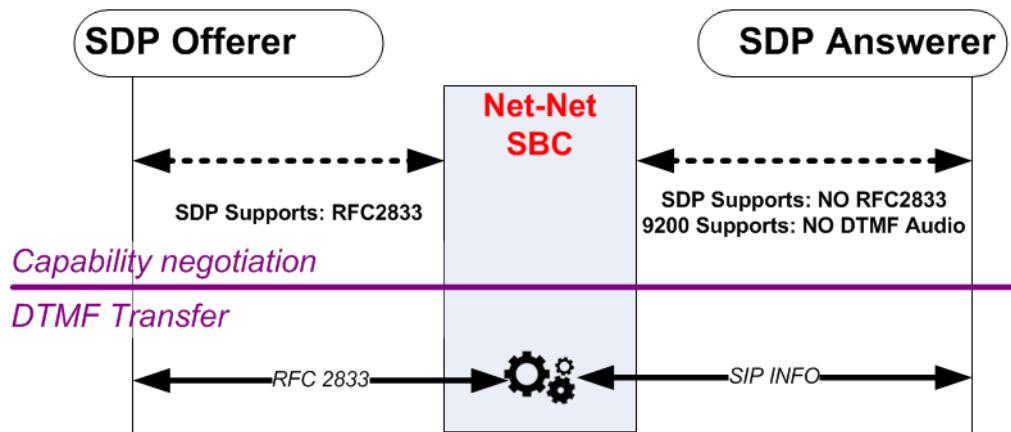 SDP Offerer
SDP Answerer
Net-Net
SBC
SDP Supports: RFC2833
SDP Supports: NO RFC2833
9200 Supports: NO DTMF Audio
Capability negotiation
DTMF Transfer
RFC 2833
SIP INFO